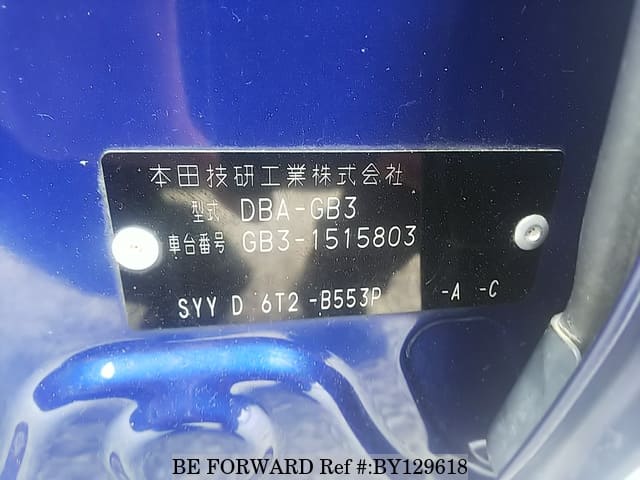 本田技研工業株式会社
型式 DBA-GB3
車台番号 GB3-1515803
SYY D 6T2 -B553P -A -C
BE FORWARD Ref #:BY129618